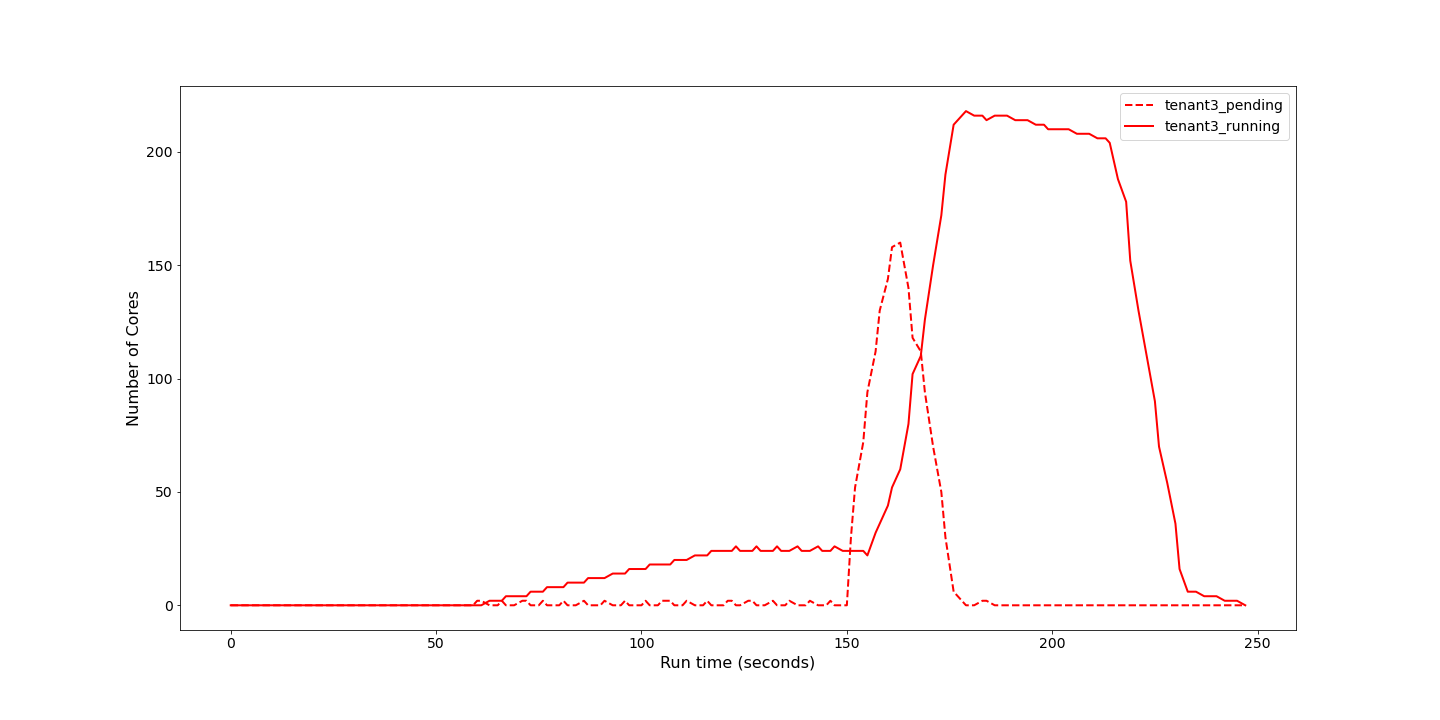 tenant3_pending
tenant3_running
200
150
100
50
0
Number of Cores
0 50 100 150 200 250
Run time (seconds)